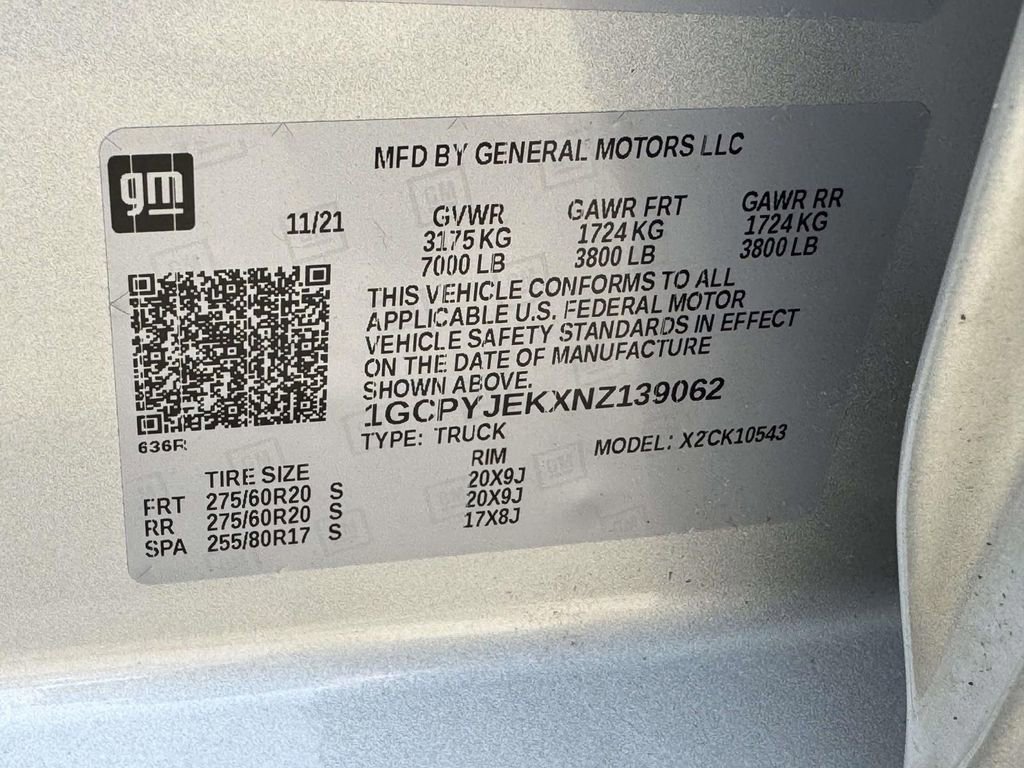 MFD BY GENERAL MOTORS LLC
gm
11/21
GVWR GAWR FRT GAWR RR
3175 KG 1724 KG 1724 KG
7000 LB 3800 LB 3800 LB
THIS VEHICLE CONFORMS TO ALL
APPLICABLE U.S. FEDERAL MOTOR
VEHICLE SAFETY STANDARDS IN EFFECT
ON THE DATE OF MANUFACTURE
SHOWN ABOVE.
1GCPYJEKXNZ139062
636R
TYPE: TRUCK MODEL: X2CK10543
TIRE SIZE RIM
FRT 275/60R20 S 20X9J
RR 275/60R20 S 20X9J
SPA 255/80R17 S 17X8J